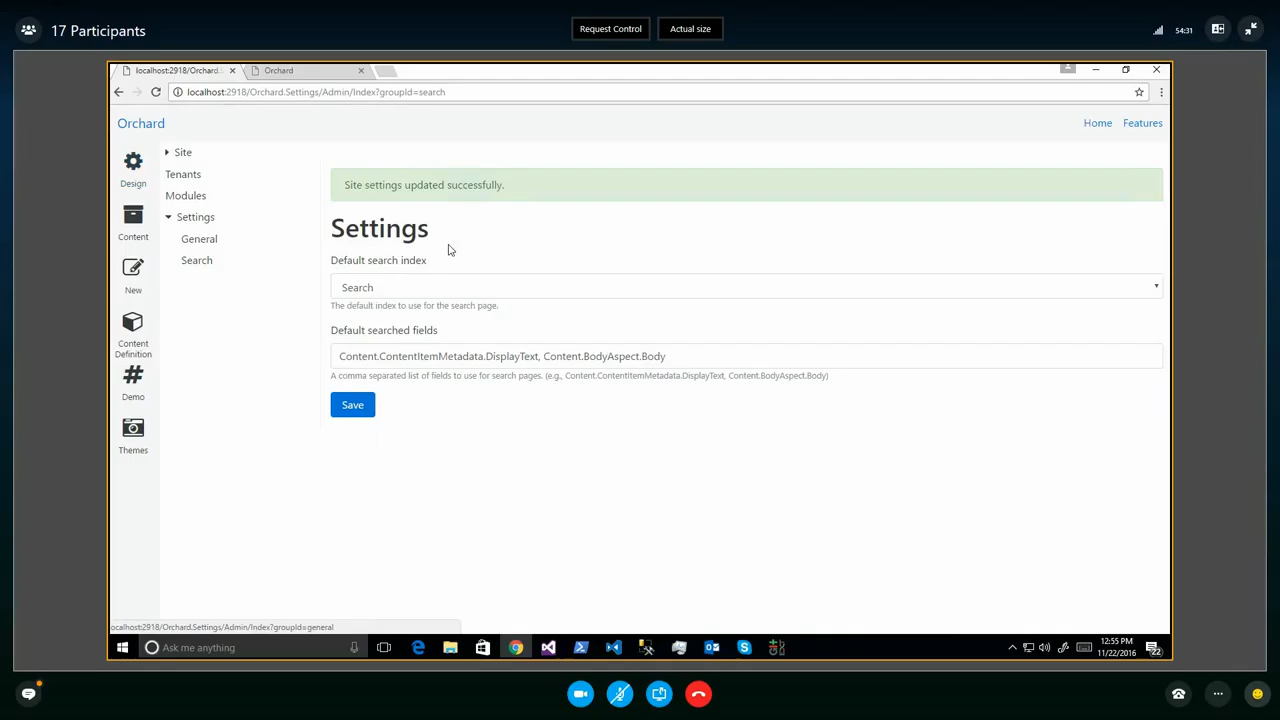 17 Participants
Request Control
Actual size
54:31
localhost:2918/Orchard.
Orchard
localhost:2918/Orchard.Settings/Admin/Index?groupId=search
Orchard
Home
Features
Design
Content
New
Content
Definition
Demo
Themes
Site
Tenants
Modules
Settings
General
Search
Site settings updated successfully.
Settings
Default search index
Search
The default index to use for the search page.
Default searched fields
Content.ContentItemMetadata.DisplayText, Content.BodyAspect.Body
A comma separated list of fields to use for search pages. (e.g., Content.ContentItemMetadata.DisplayText, Content.BodyAspect.Body)
Save
ocalhost:2918/Orchard.Settings/Admin/Index?groupId=general
Ask me anything
12:55 PM
11/22/2016
22